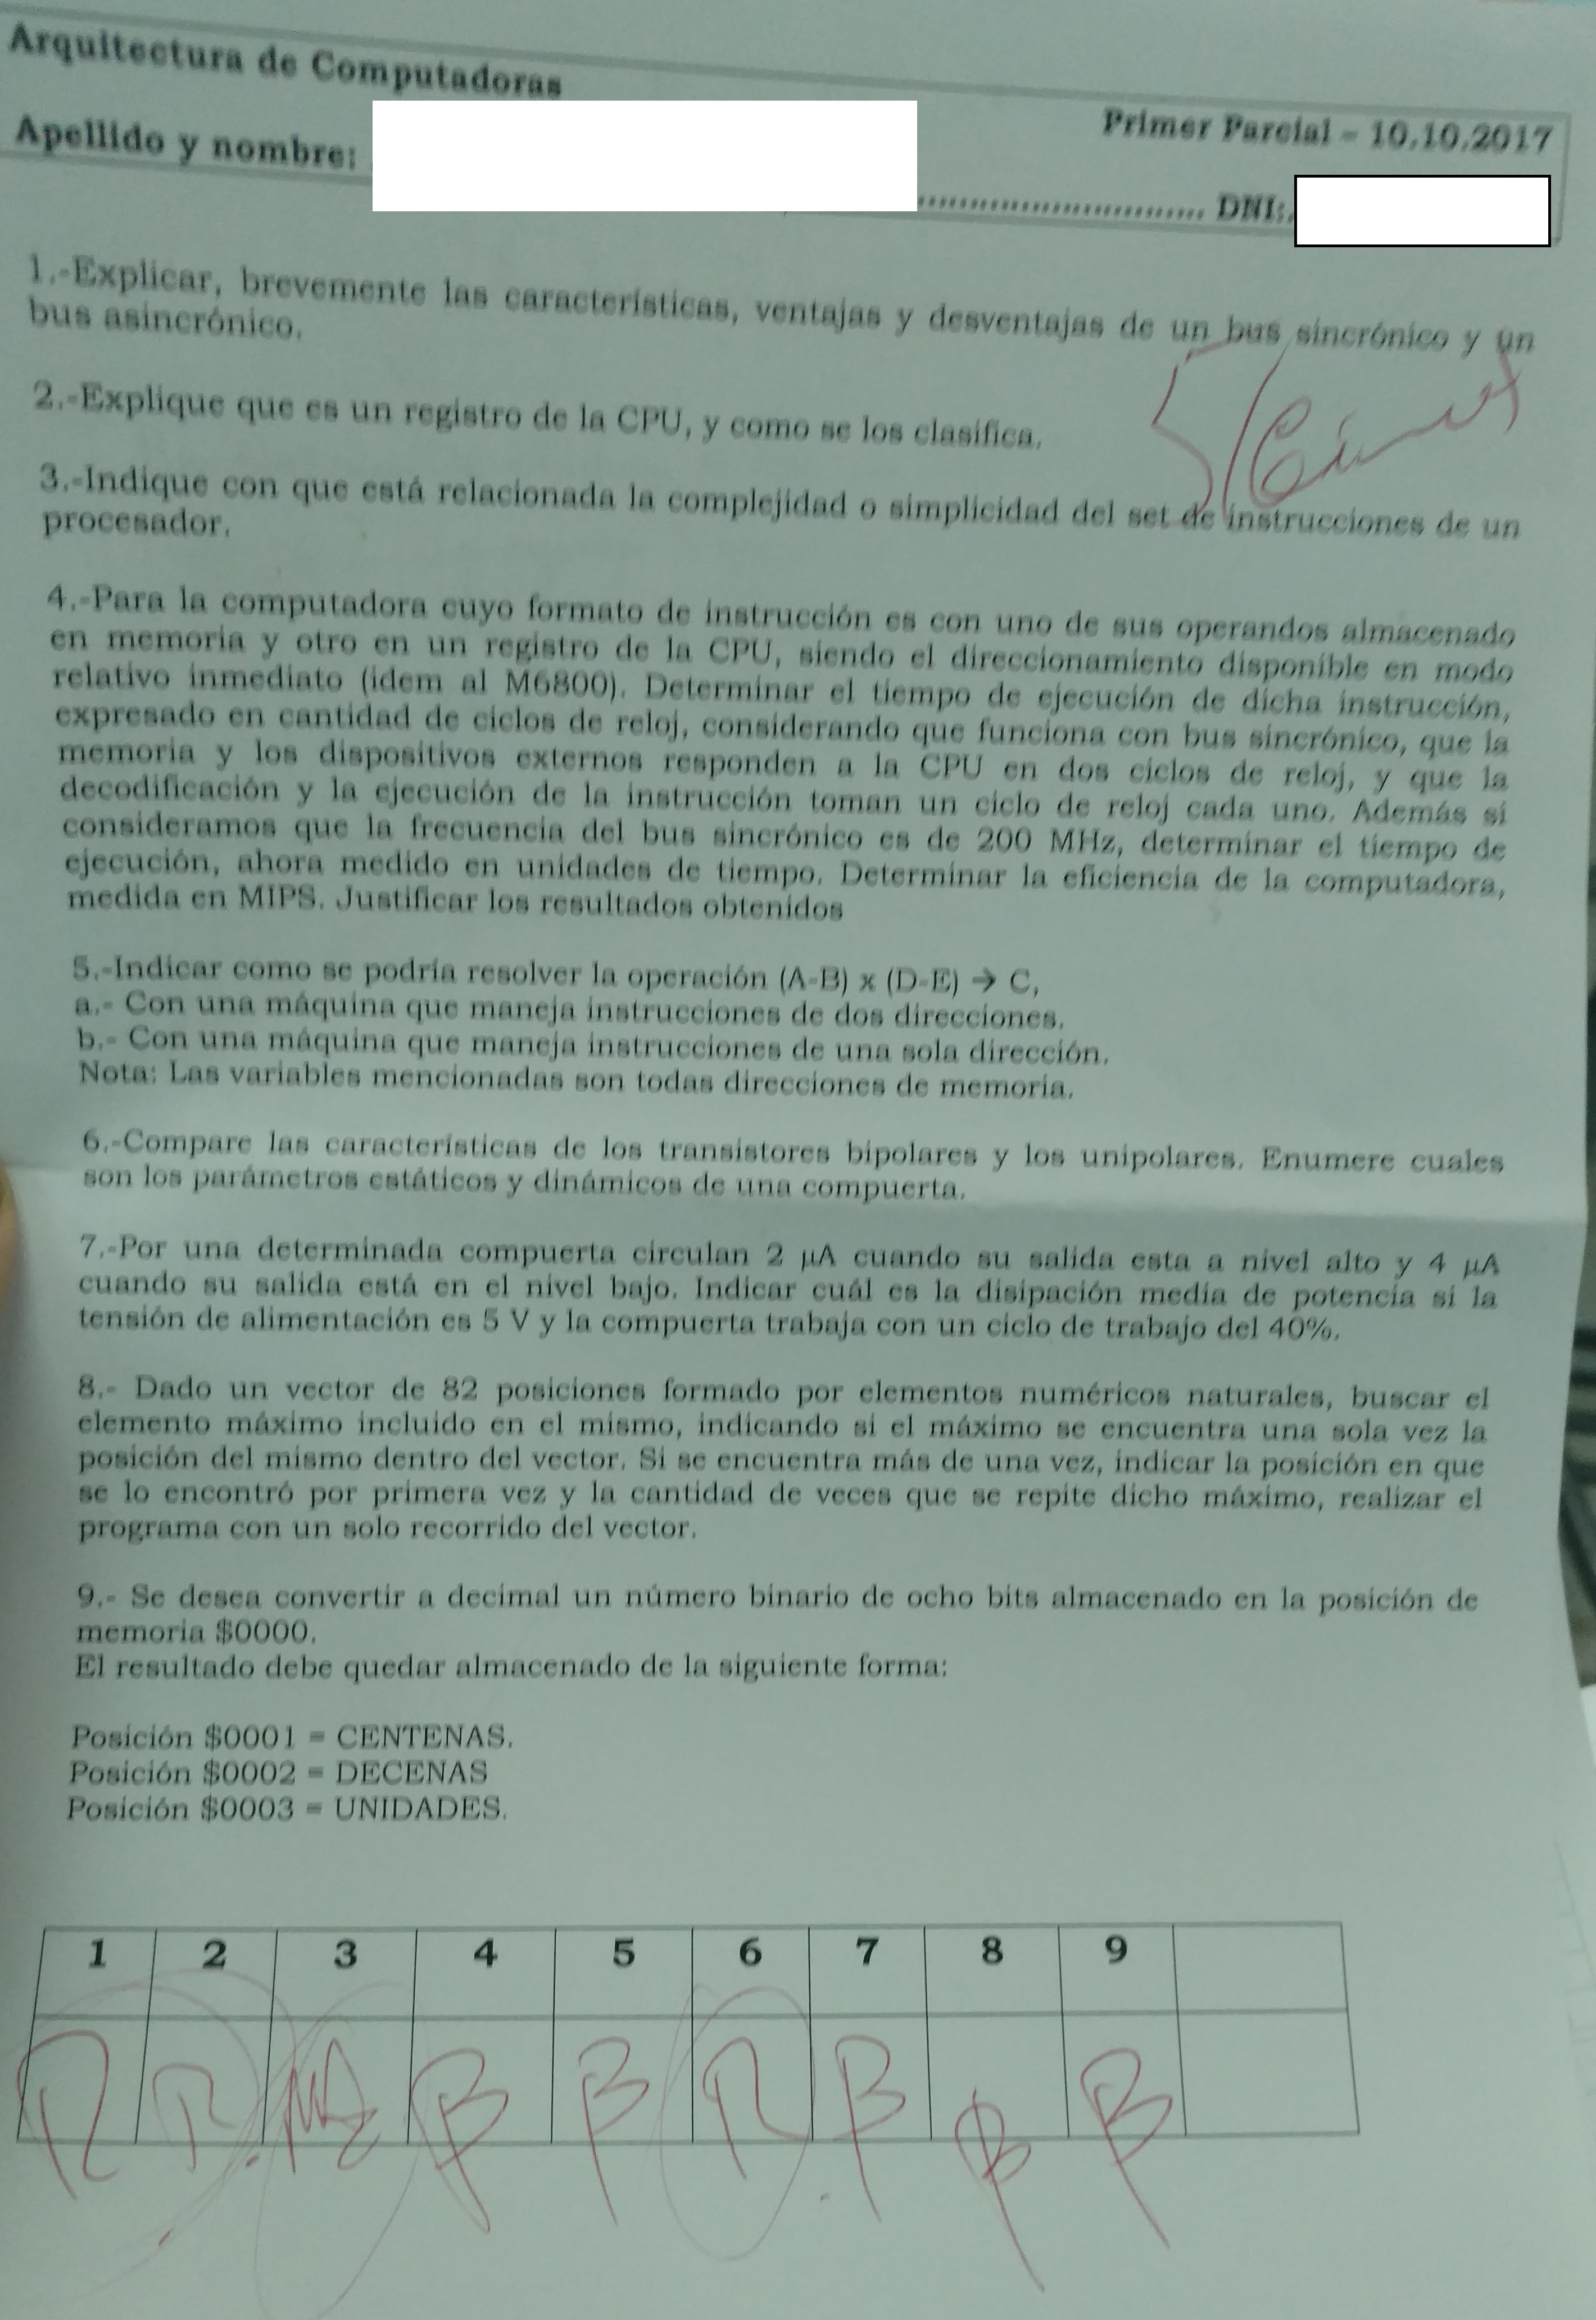 Arquitectura de Computadoras
Primer Parcial - 10.10.2017
Apellido y nombre:
DNI:
1.-Explicar, brevemente las características, ventajas y desventajas de un bus sincrónico y un
bus asincrónico.
5/Cinco
2.-Explique que es un registro de la CPU, y como se los clasifica.
3.-Indique con que está relacionada la complejidad o simplicidad del set de instrucciones de un
procesador.
4.-Para la computadora cuyo formato de instrucción es con uno de sus operandos almacenado
en memoria y otro en un registro de la CPU, siendo el direccionamiento disponible en modo
relativo inmediato (idem al M6800). Determinar el tiempo de ejecución de dicha instrucción,
expresado en cantidad de ciclos de reloj, considerando que funciona con bus sincrónico, que la
memoria y los dispositivos externos responden a la CPU en dos ciclos de reloj, y que la
decodificación y la ejecución de la instrucción toman un ciclo de reloj cada uno. Además si
consideramos que la frecuencia del bus sincrónico es de 200 MHz, determinar el tiempo de
ejecución, ahora medido en unidades de tiempo. Determinar la eficiencia de la computadora,
medida en MIPS. Justificar los resultados obtenidos
5.-Indicar como se podría resolver la operación (A-B) x (D-E) → C,
a.- Con una máquina que maneja instrucciones de dos direcciones.
b.- Con una máquina que maneja instrucciones de una sola dirección.
Nota: Las variables mencionadas son todas direcciones de memoria.
6.-Compare las características de los transistores bipolares y los unipolares. Enumere cuales
son los parámetros estáticos y dinámicos de una compuerta.
7.-Por una determinada compuerta circulan 2 µA cuando su salida esta a nivel alto y 4 µA
cuando su salida está en el nivel bajo. Indicar cuál es la disipación media de potencia si la
tensión de alimentación es 5 V y la compuerta trabaja con un ciclo de trabajo del 40%.
8.- Dado un vector de 82 posiciones formado por elementos numéricos naturales, buscar el
elemento máximo incluido en el mismo, indicando si el máximo se encuentra una sola vez la
posición del mismo dentro del vector. Si se encuentra más de una vez, indicar la posición en que
se lo encontró por primera vez y la cantidad de veces que se repite dicho máximo, realizar el
programa con un solo recorrido del vector.
9.- Se desea convertir a decimal un número binario de ocho bits almacenado en la posición de
memoria $0000.
El resultado debe quedar almacenado de la siguiente forma:
Posición $0001 = CENTENAS.
Posición $0002 = DECENAS
Posición $0003 = UNIDADES.
1 2 3 4 5 6 7 8 9
R R M B B R B B B